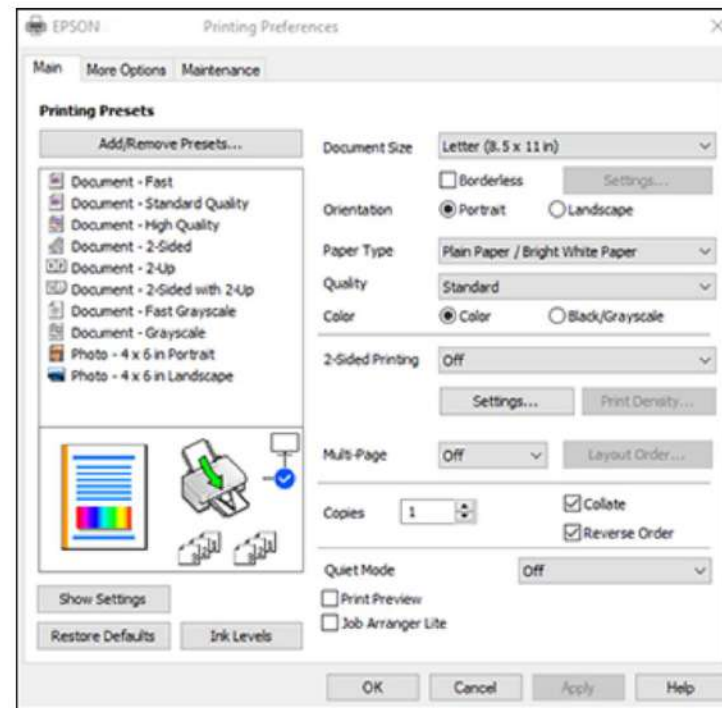 EPSON Printing Preferences
Main More Options Maintenance
Printing Presets
Add/Remove Presets...
Document - Fast
Document - Standard Quality
Document - High Quality
Document - 2-Sided
Document - 2-Up
Document - 2-Sided with 2-Up
Document - Fast Grayscale
Document - Grayscale
Photo - 4 x 6 in Portrait
Photo - 4 x 6 in Landscape
Show Settings
Restore Defaults Ink Levels
Document Size Letter (8.5 x 11 in)
Borderless Settings...
Orientation Portrait Landscape
Paper Type Plain Paper / Bright White Paper
Quality Standard
Color Color Black/Grayscale
2-Sided Printing Off
Settings... Print Density...
Multi-Page Off Layout Order...
Copies 1 Collate
Reverse Order
Quiet Mode Off
Print Preview
Job Arranger Lite
OK Cancel Apply Help